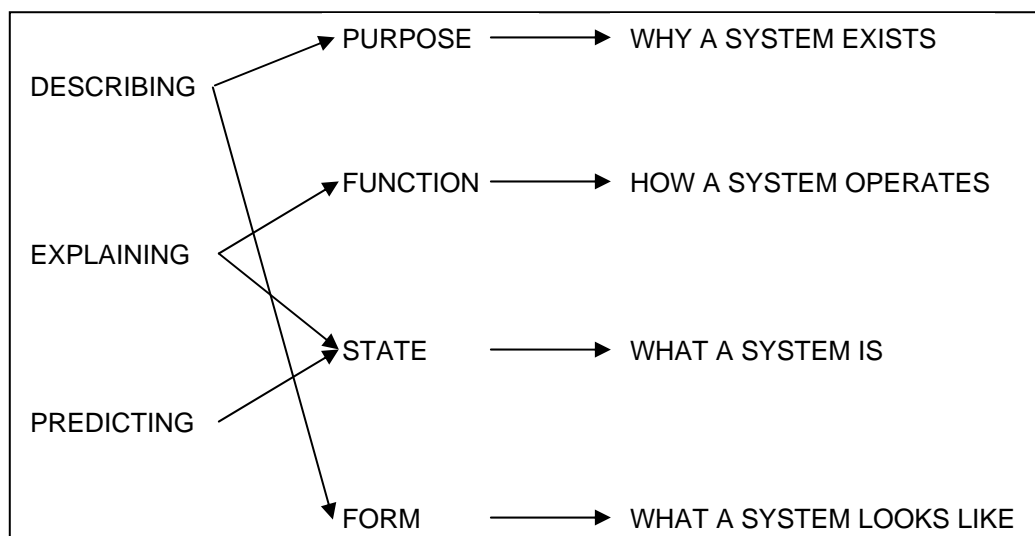 PURPOSE WHY A SYSTEM EXISTS
DESCRIBING
FUNCTION HOW A SYSTEM OPERATES
EXPLAINING
STATE WHAT A SYSTEM IS
PREDICTING
FORM WHAT A SYSTEM LOOKS LIKE